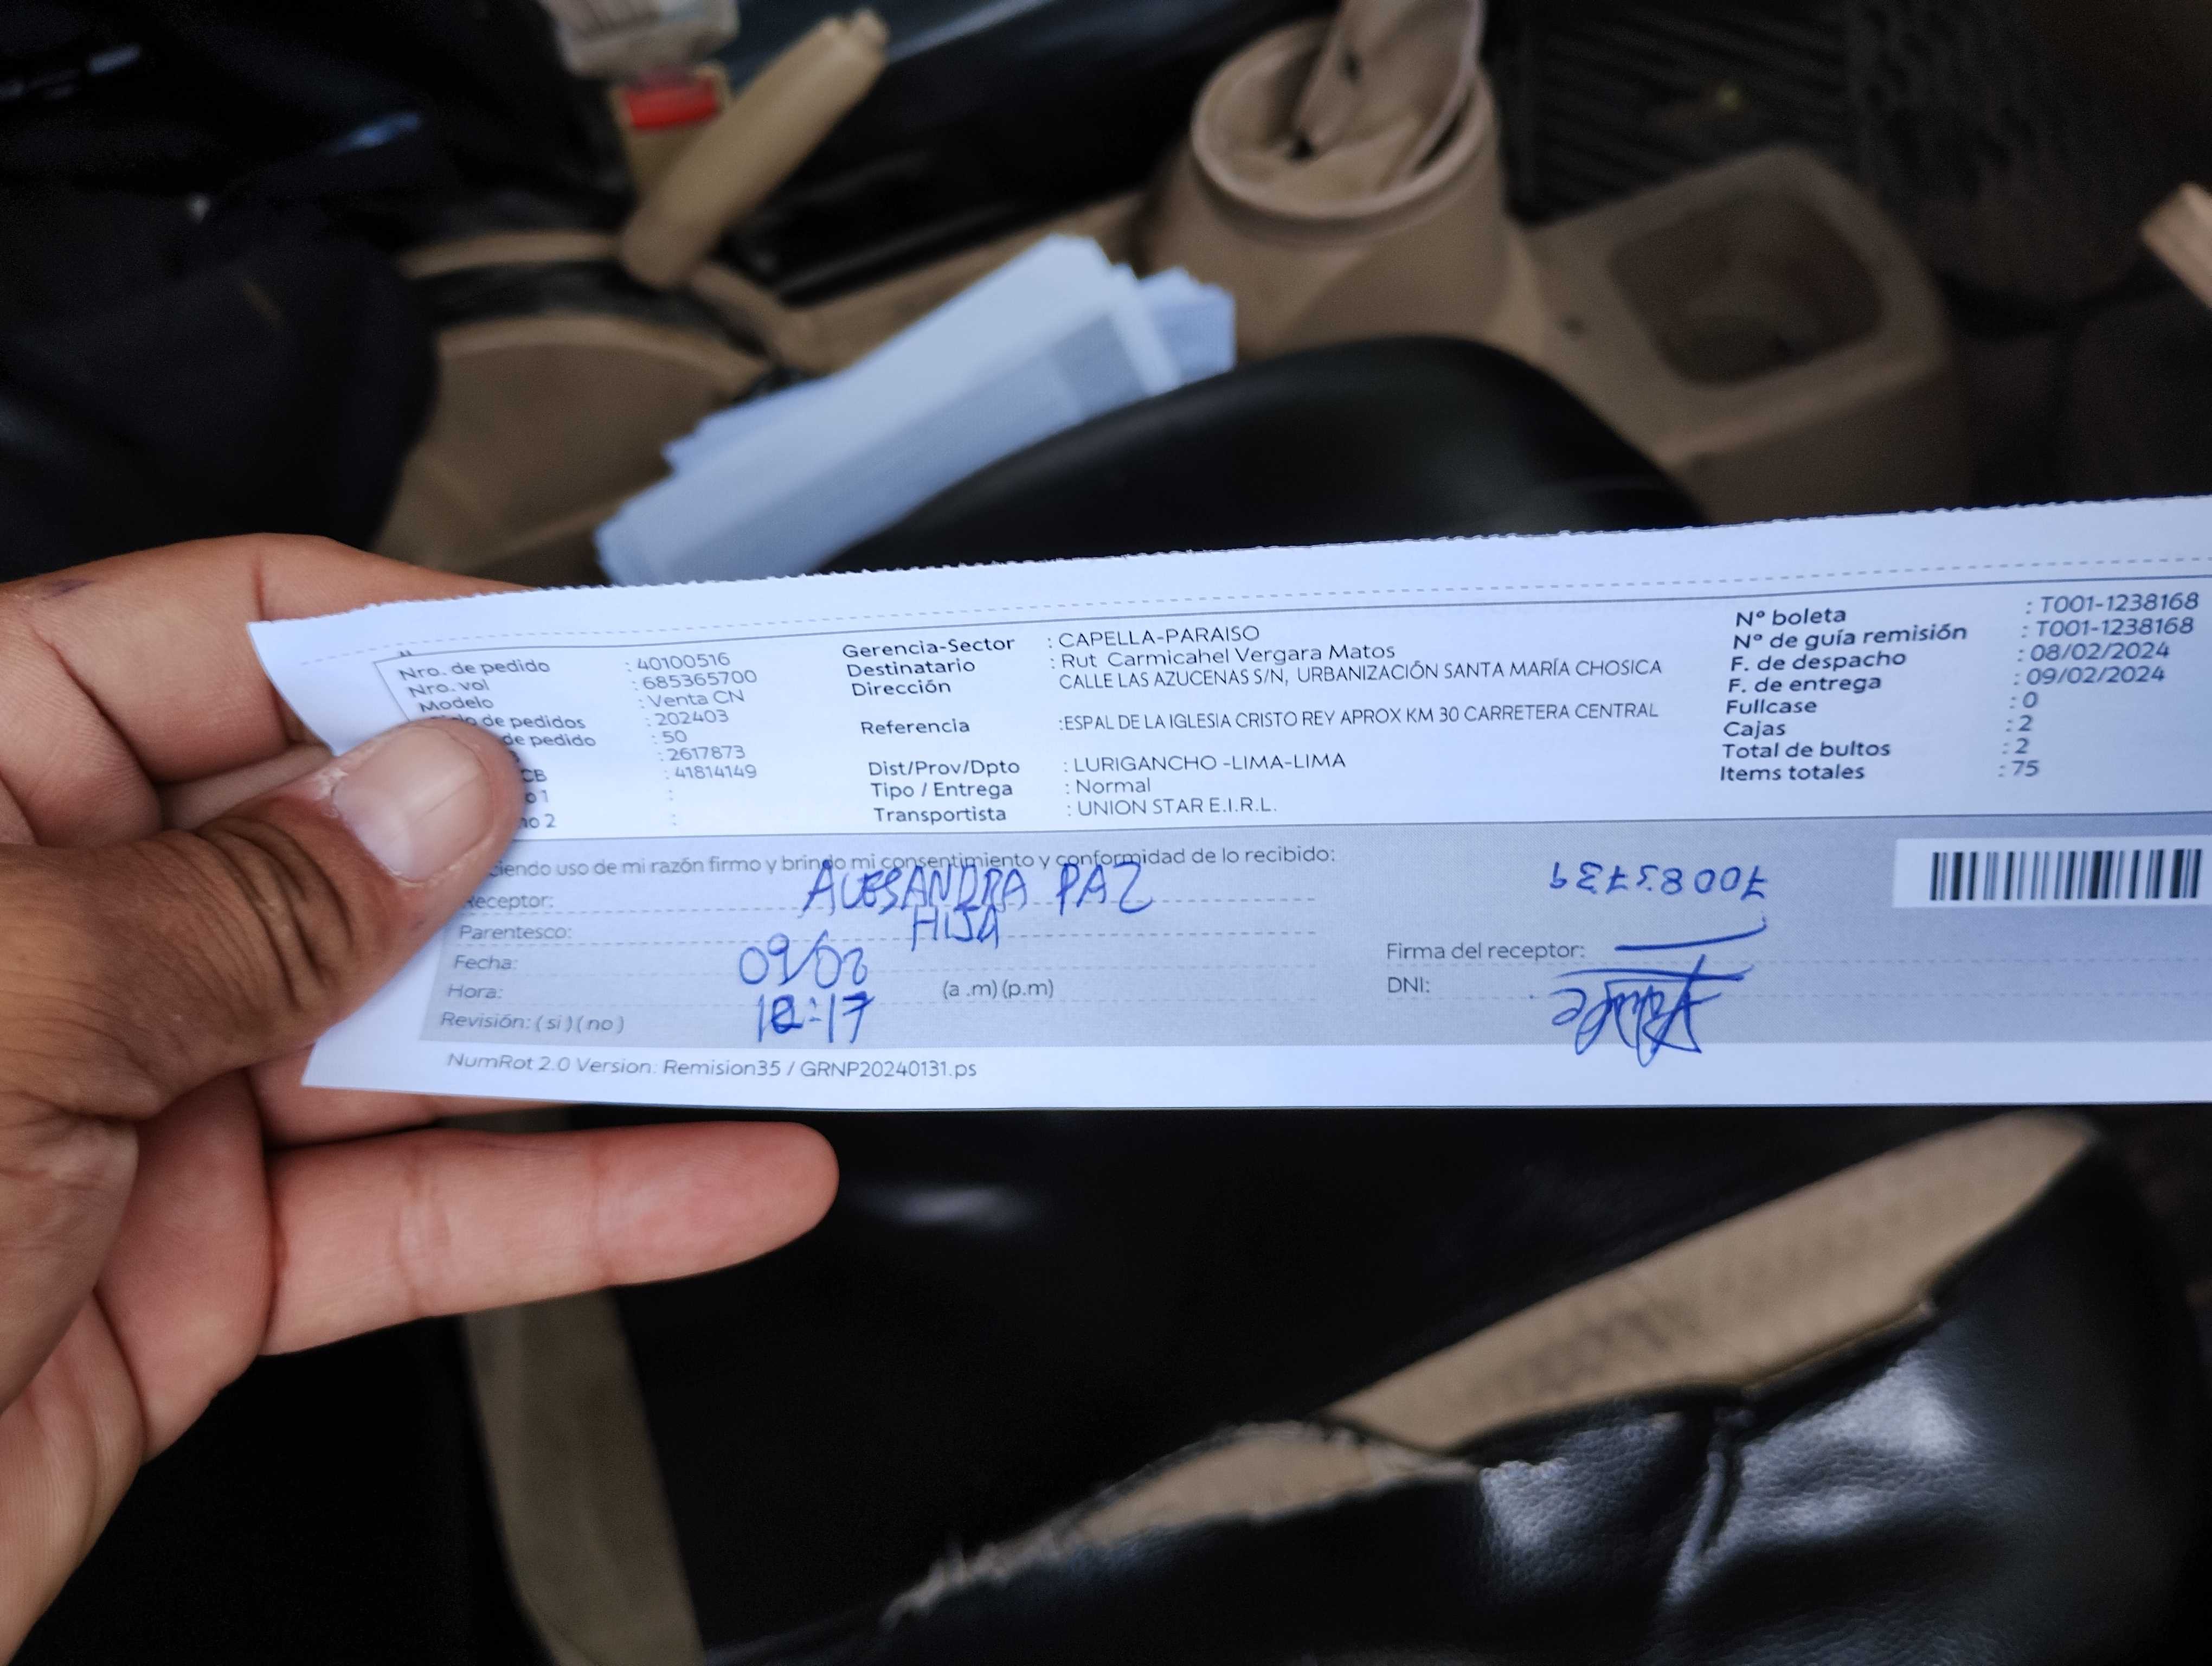 Nro. de pedido : 40100516
Nro. vol : 685365700
Modelo : Venta CN
de pedidos : 202403
de pedido : 50
: 2617873
CB : 41814149
o 1 :
no 2 :
Gerencia-Sector : CAPELLA-PARAISO
Destinatario : Rut Carmicahel Vergara Matos
Dirección CALLE LAS AZUCENAS S/N, URBANIZACIÓN SANTA MARÍA CHOSICA
Referencia :ESPAL DE LA IGLESIA CRISTO REY APROX KM 30 CARRETERA CENTRAL
Dist/Prov/Dpto : LURIGANCHO -LIMA-LIMA
Tipo / Entrega : Normal
Transportista : UNION STAR E.I.R.L.
Nº boleta : T001-1238168
Nº de guía remisión : T001-1238168
F. de despacho : 08/02/2024
F. de entrega : 09/02/2024
Fullcase : 0
Cajas : 2
Total de bultos : 2
Items totales : 75
ciendo uso de mi razón firmo y brindo mi consentimiento y conformidad de lo recibido:
Receptor: ALESANDRA PAZ
Parentesco: HIJA
Fecha: 09/02
Hora: 12:17 (a .m) (p.m)
Revisión: ( si ) ( no )
Firma del receptor:
DNI:
NumRot 2.0 Version: Remision35 / GRNP20240131.ps